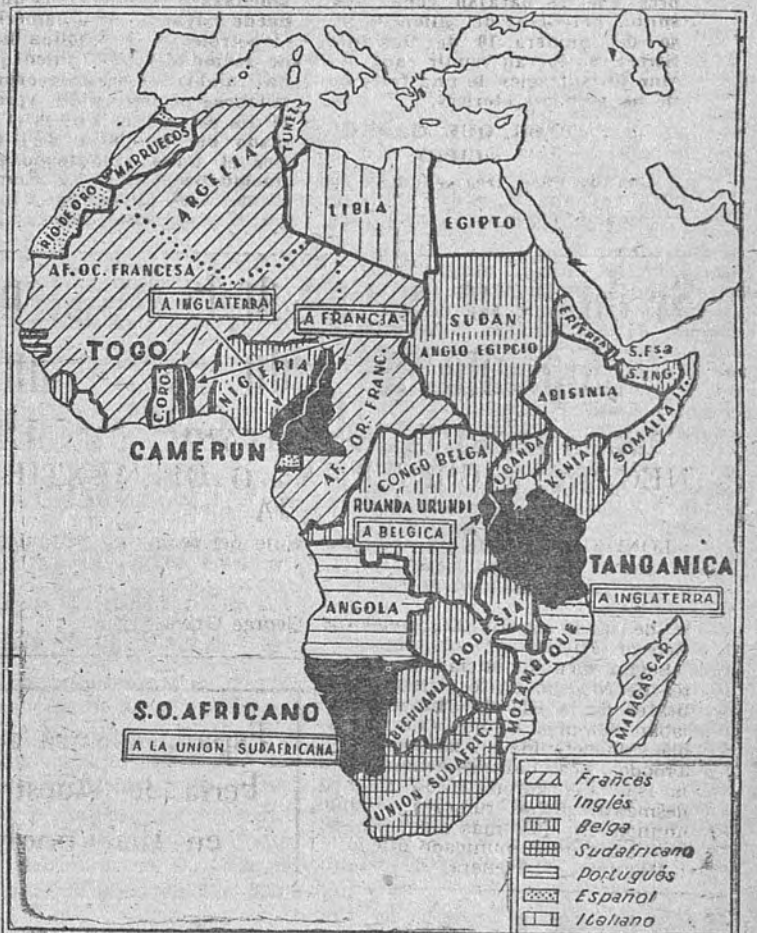 TUNEZ
MARRUECOS
ARGELIA
RIO DE ORO
LIBIA
EGIPTO
AF. OC. FRANCESA
A INGLATERRA
A FRANCIA
SUDAN
ANGLO EGIPCIO
ERITREA
S. Fsa
S. ING.
TOGO
C. ORO
NIGERIA
ABISINIA
SOMALIA It.
CAMERUN
AF. OR. FRANC.
CONGO BELGA
UGANDA
KENIA
RUANDA URUNDI
A BELGICA
TANGANICA
A INGLATERRA
ANGOLA
RODESIA
MOZAMBIQUE
MADAGASCAR
S.O. AFRICANO
A LA UNION SUDAFRICANA
BECHUANIA
UNION SUDAFRIC.
Francés
Inglés
Belga
Sudafricano
Portugués
Español
Italiano